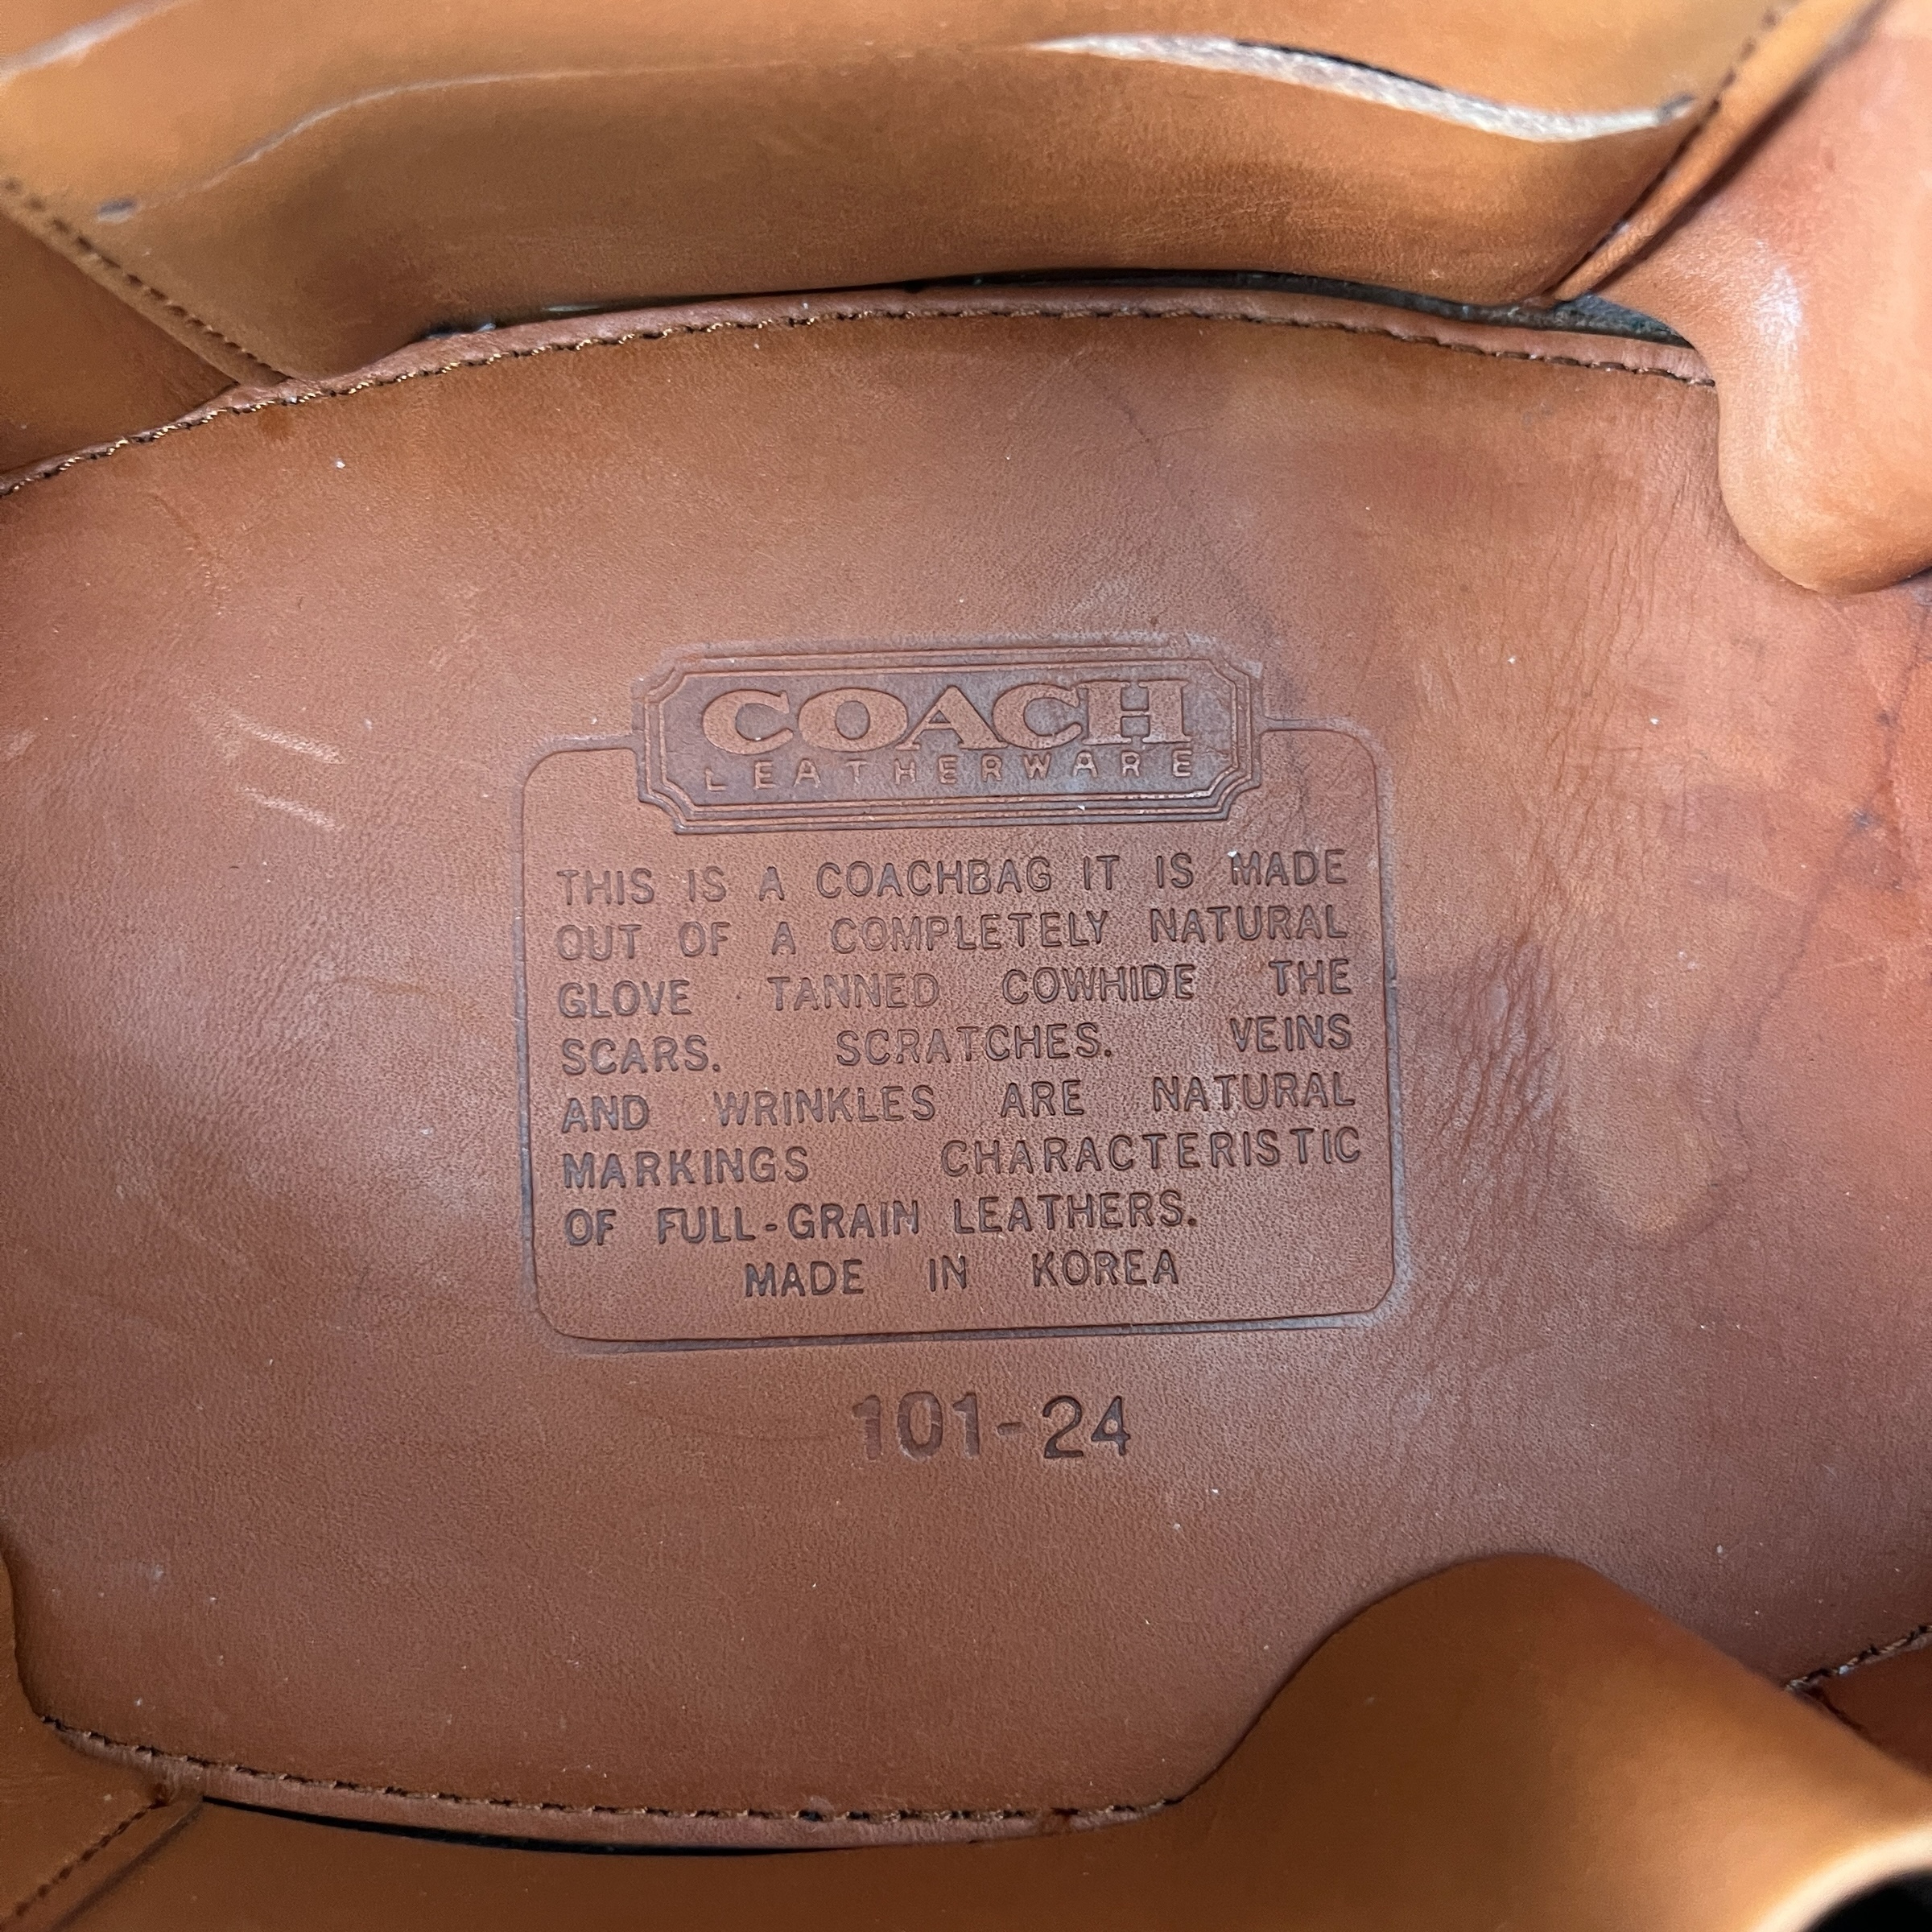 COACH
LEATHERWARE
THIS IS A COACHBAG IT IS MADE
OUT OF A COMPLETELY NATURAL
GLOVE TANNED COWHIDE THE
SCARS. SCRATCHES. VEINS
AND WRINKLES ARE NATURAL
MARKINGS CHARACTERISTIC
OF FULL-GRAIN LEATHERS.
MADE IN KOREA
101-24